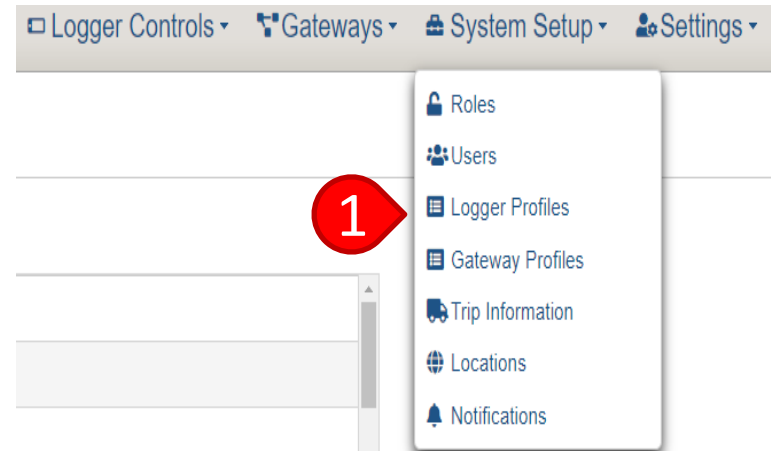 Logger Controls Gateways System Setup Settings
Roles
Users
1
Logger Profiles
Gateway Profiles
Trip Information
Locations
Notifications